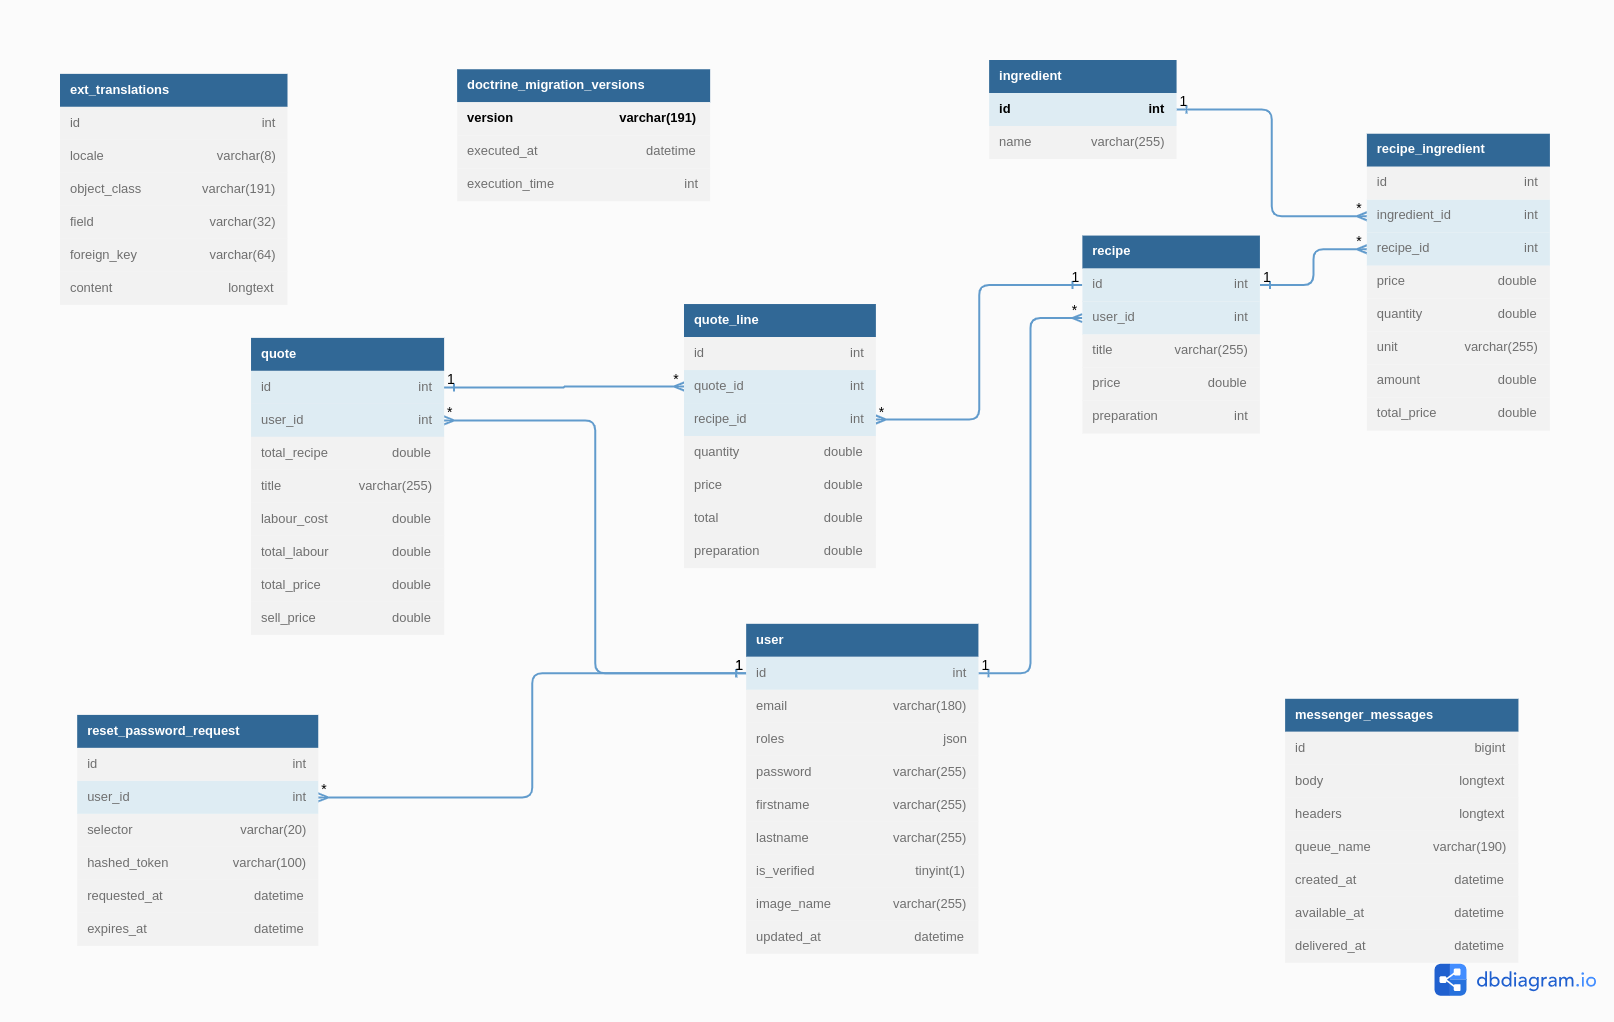 ext_translations
id int
locale varchar(8)
object_class varchar(191)
field varchar(32)
foreign_key varchar(64)
content longtext
doctrine_migration_versions
version varchar(191)
executed_at datetime
execution_time int
ingredient
id int 1
name varchar(255)
recipe_ingredient
id int
* ingredient_id int
* recipe_id int
price double
quantity double
unit varchar(255)
amount double
total_price double
recipe
1 id int 1
* user_id int
title varchar(255)
price double
preparation int
quote_line
id int
* quote_id int
recipe_id int *
quantity double
price double
total double
preparation double
quote
id int 1
user_id int *
total_recipe double
title varchar(255)
labour_cost double
total_labour double
total_price double
sell_price double
user
1 id int 1
email varchar(180)
roles json
password varchar(255)
firstname varchar(255)
lastname varchar(255)
is_verified tinyint(1)
image_name varchar(255)
updated_at datetime
reset_password_request
id int
user_id int *
selector varchar(20)
hashed_token varchar(100)
requested_at datetime
expires_at datetime
messenger_messages
id bigint
body longtext
headers longtext
queue_name varchar(190)
created_at datetime
available_at datetime
delivered_at datetime
dbdiagram.io